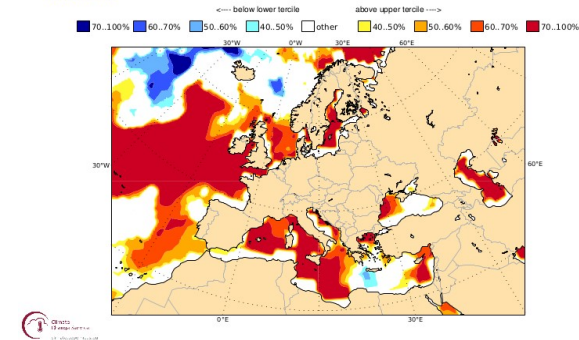 <---- below lower tercile above upper tercile ---->
70..100% 60..70% 50..60% 40..50% other 40..50% 50..60% 60..70% 70..100%
30°W 0°W 30°E 60°E
30°W
60°E
0°E 30°E
Climate